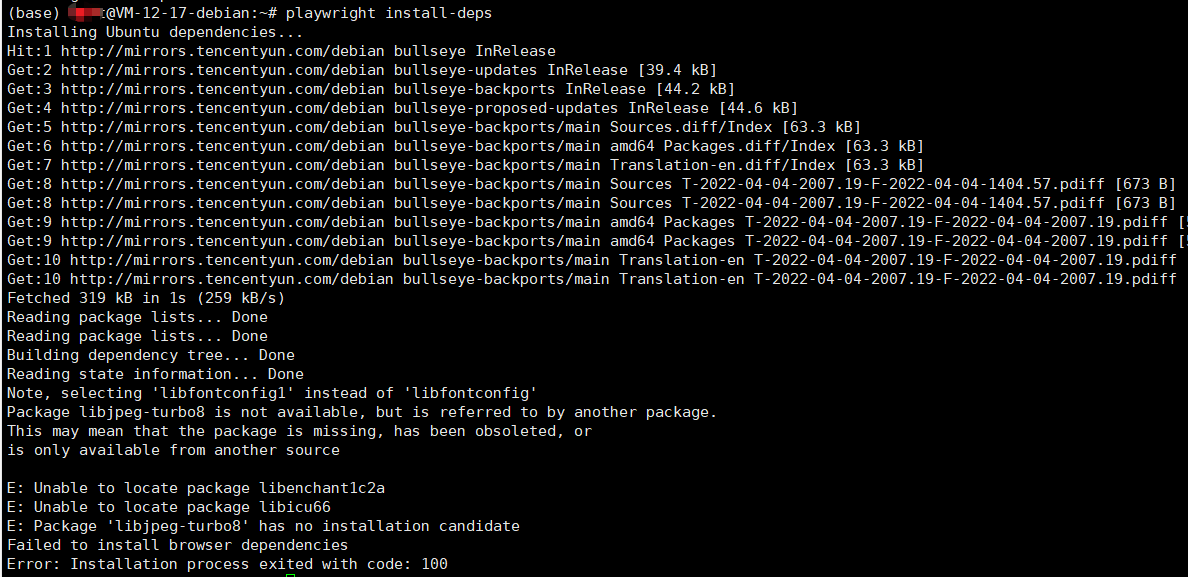 (base) @VM-12-17-debian:~# playwright install-deps
Installing Ubuntu dependencies...
Hit:1 http://mirrors.tencentyun.com/debian bullseye InRelease
Get:2 http://mirrors.tencentyun.com/debian bullseye-updates InRelease [39.4 kB]
Get:3 http://mirrors.tencentyun.com/debian bullseye-backports InRelease [44.2 kB]
Get:4 http://mirrors.tencentyun.com/debian bullseye-proposed-updates InRelease [44.6 kB]
Get:5 http://mirrors.tencentyun.com/debian bullseye-backports/main Sources.diff/Index [63.3 kB]
Get:6 http://mirrors.tencentyun.com/debian bullseye-backports/main amd64 Packages.diff/Index [63.3 kB]
Get:7 http://mirrors.tencentyun.com/debian bullseye-backports/main Translation-en.diff/Index [63.3 kB]
Get:8 http://mirrors.tencentyun.com/debian bullseye-backports/main Sources T-2022-04-04-2007.19-F-2022-04-04-1404.57.pdiff [673 B]
Get:8 http://mirrors.tencentyun.com/debian bullseye-backports/main Sources T-2022-04-04-2007.19-F-2022-04-04-1404.57.pdiff [673 B]
Get:9 http://mirrors.tencentyun.com/debian bullseye-backports/main amd64 Packages T-2022-04-04-2007.19-F-2022-04-04-2007.19.pdiff [
Get:9 http://mirrors.tencentyun.com/debian bullseye-backports/main amd64 Packages T-2022-04-04-2007.19-F-2022-04-04-2007.19.pdiff [
Get:10 http://mirrors.tencentyun.com/debian bullseye-backports/main Translation-en T-2022-04-04-2007.19-F-2022-04-04-2007.19.pdiff
Get:10 http://mirrors.tencentyun.com/debian bullseye-backports/main Translation-en T-2022-04-04-2007.19-F-2022-04-04-2007.19.pdiff
Fetched 319 kB in 1s (259 kB/s)
Reading package lists... Done
Reading package lists... Done
Building dependency tree... Done
Reading state information... Done
Note, selecting 'libfontconfig1' instead of 'libfontconfig'
Package libjpeg-turbo8 is not available, but is referred to by another package.
This may mean that the package is missing, has been obsoleted, or
is only available from another source

E: Unable to locate package libenchant1c2a
E: Unable to locate package libicu66
E: Package 'libjpeg-turbo8' has no installation candidate
Failed to install browser dependencies
Error: Installation process exited with code: 100